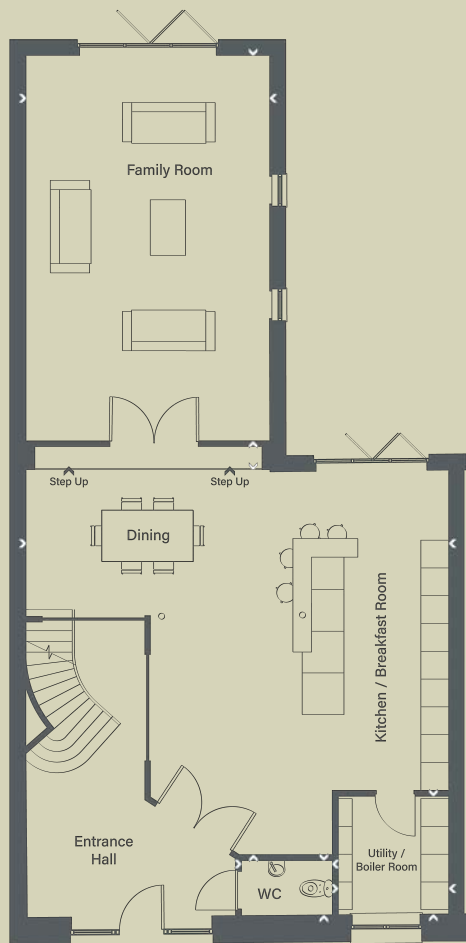 Family Room
Step Up
Step Up
Dining
Kitchen / Breakfast Room
Entrance
Hall
Utility /
Boiler Room
WC